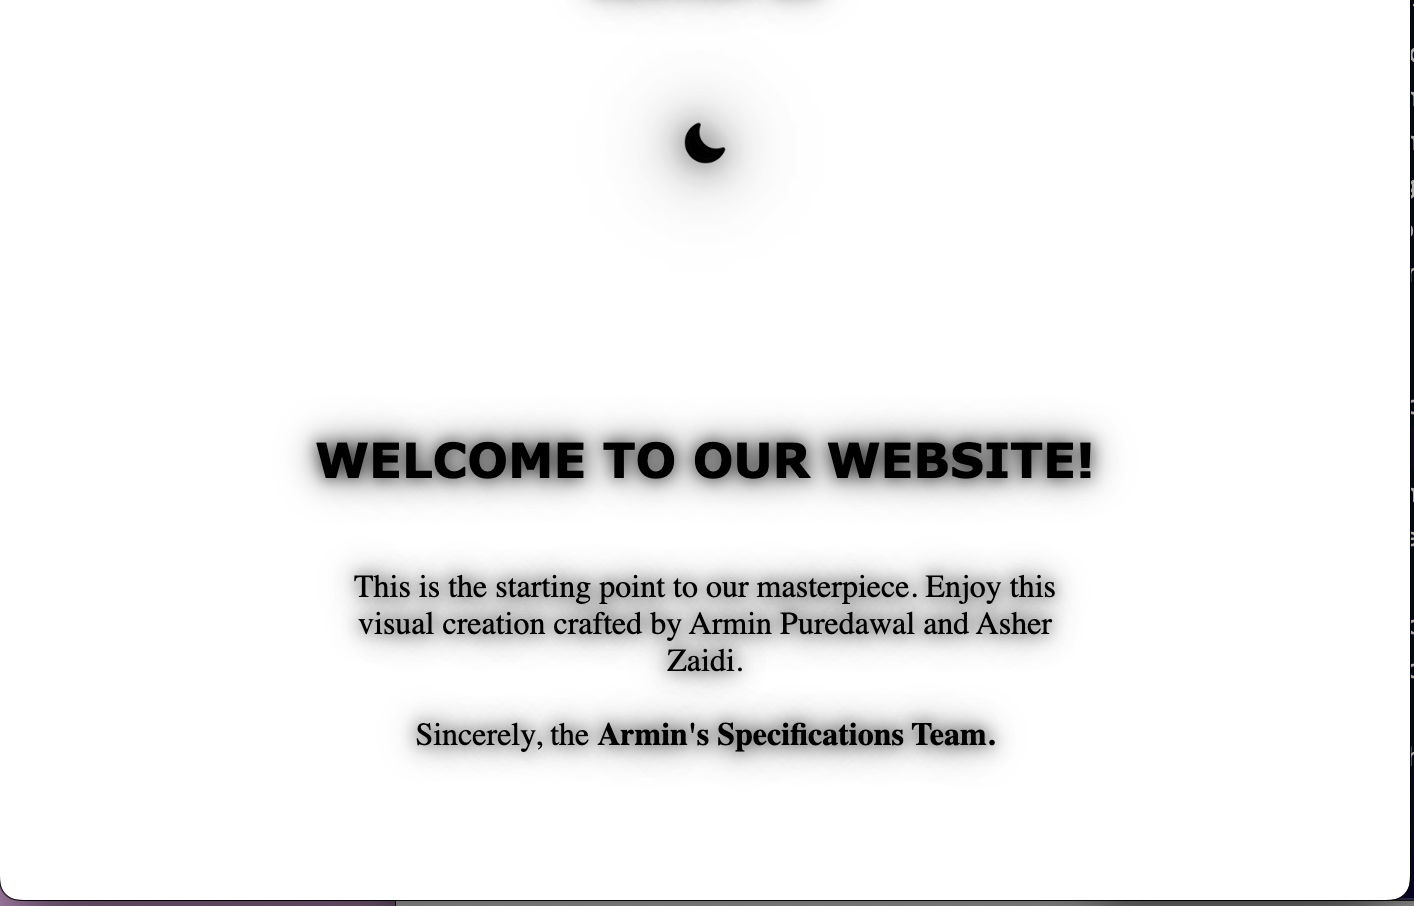 WELCOME TO OUR WEBSITE!
This is the starting point to our masterpiece. Enjoy this
visual creation crafted by Armin Puredawal and Asher
Zaidi.
Sincerely, the Armin's Specifications Team.